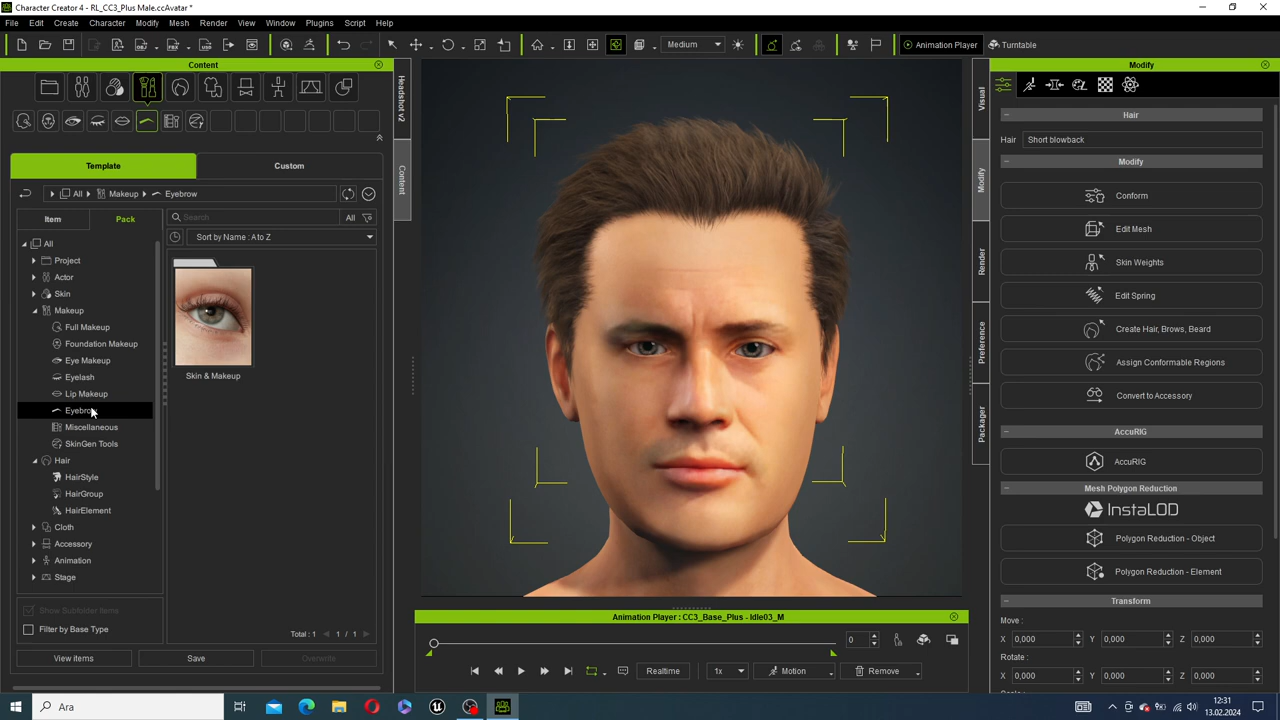 Character Creator 4 - RL_CC3_Plus Male.ccAvatar *
File Edit Create Character Modify Mesh Render View Window Plugins Script Help
Medium
Animation Player
Turntable
Content
Headshot v2
Content
Template
Custom
All
Makeup
Eyebrow
Item
Pack
Search
All
Sort by Name : A to Z
All
Project
Actor
Skin
Makeup
Full Makeup
Foundation Makeup
Eye Makeup
Eyelash
Lip Makeup
Eyebrow
Miscellaneous
SkinGen Tools
Hair
HairStyle
HairGroup
HairElement
Cloth
Accessory
Animation
Stage
Skin & Makeup
Show Subfolder Items
Filter by Base Type
Total : 1
1 / 1
View items
Save
Overwrite
Visual
Modify
Render
Preference
Packager
Modify
Hair
Hair Short blowback
Modify
Conform
Edit Mesh
Skin Weights
Edit Spring
Create Hair, Brows, Beard
Assign Conformable Regions
Convert to Accessory
AccuRIG
AccuRIG
Mesh Polygon Reduction
InstaLOD
Polygon Reduction - Object
Polygon Reduction - Element
Transform
Move :
X 0,000 Y 0,000 Z 0,000
Rotate :
X 0,000 Y 0,000 Z 0,000
Animation Player : CC3_Base_Plus - Idle03_M
0
Realtime
1x
Motion
Remove
Ara
12:31
13.02.2024